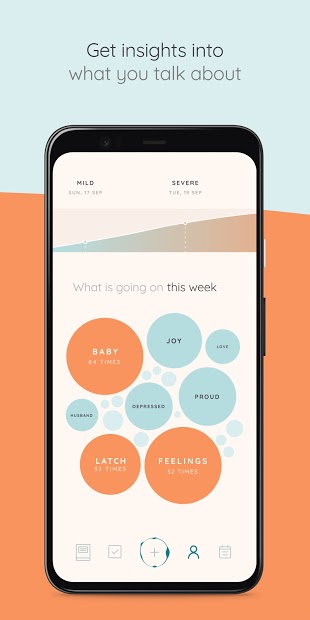 Get insights into
what you talk about
MILD
SEVERE
SUN, 17 SEP
TUE, 19 SEP
What is going on this week
BABY
84 TIMES
JOY
LOVE
PROUD
HUSBAND
DEPRESSED
LATCH
32 TIMES
FEELINGS
12 TIMES